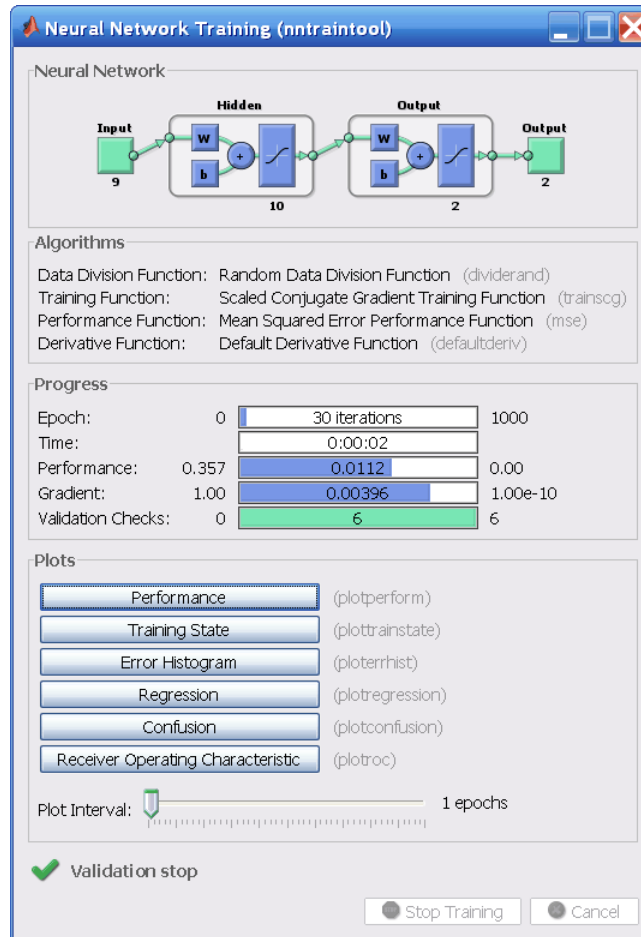 Neural Network Training (nntraintool)
Neural Network
Hidden Output
Input Output
W W
b + b +
9 10 2 2
Algorithms
Data Division Function: Random Data Division Function (dividerand)
Training Function: Scaled Conjugate Gradient Training Function (trainscg)
Performance Function: Mean Squared Error Performance Function (mse)
Derivative Function: Default Derivative Function (defaultderiv)
Progress
Epoch: 0 30 iterations 1000
Time: 0:00:02
Performance: 0.357 0.0112 0.00
Gradient: 1.00 0.00396 1.00e-10
Validation Checks: 0 6 6
Plots
Performance (plotperform)
Training State (plottrainstate)
Error Histogram (ploterrhist)
Regression (plotregression)
Confusion (plotconfusion)
Receiver Operating Characteristic (plotroc)
Plot Interval: 1 epochs
Validation stop
Stop Training Cancel